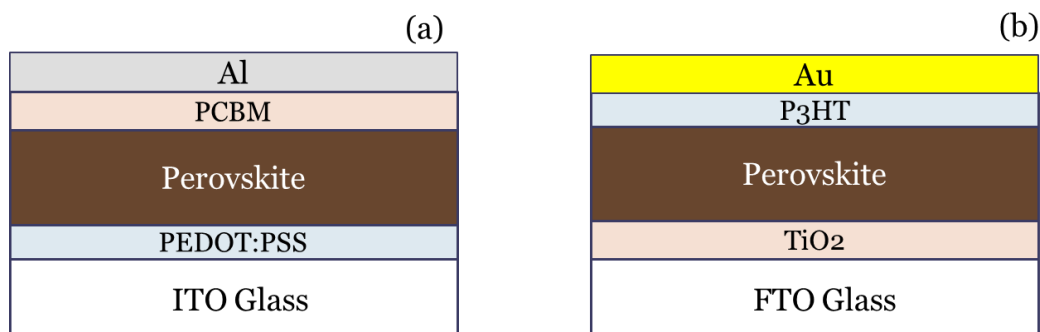 (a)
Al
PCBM
Perovskite
PEDOT:PSS
ITO Glass
(b)
Au
P3HT
Perovskite
TiO2
FTO Glass